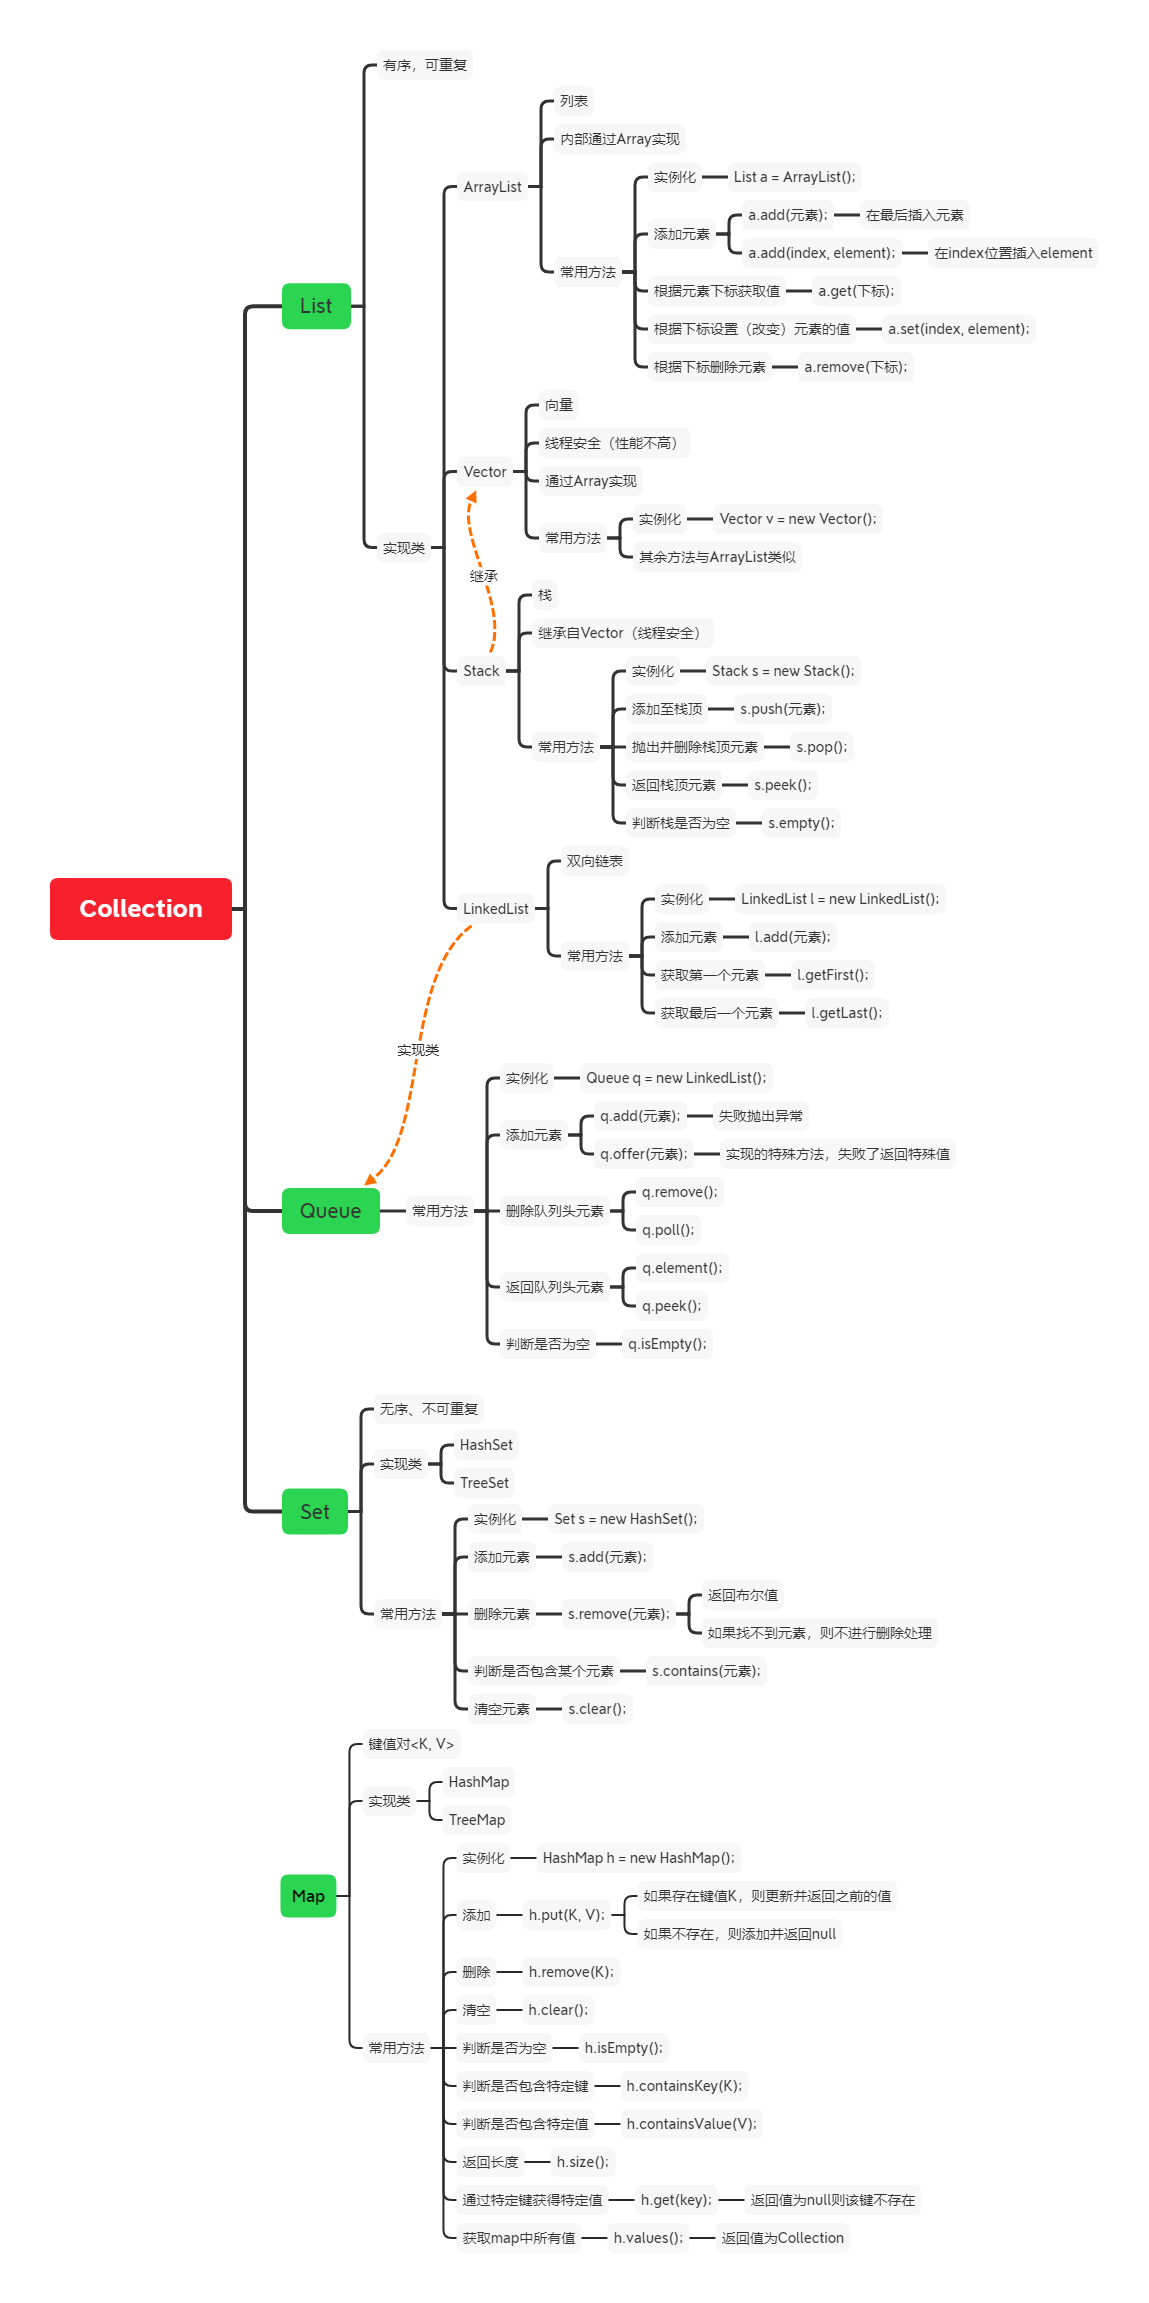 Collection
List
有序，可重复
实现类
ArrayList
列表
内部通过Array实现
常用方法
实例化
List a = ArrayList();
添加元素
a.add(元素);
在最后插入元素
a.add(index, element);
在index位置插入element
根据元素下标获取值
a.get(下标);
根据下标设置（改变）元素的值
a.set(index, element);
根据下标删除元素
a.remove(下标);
Vector
向量
线程安全（性能不高）
通过Array实现
常用方法
实例化
Vector v = new Vector();
其余方法与ArrayList类似
继承
Stack
栈
继承自Vector（线程安全）
常用方法
实例化
Stack s = new Stack();
添加至栈顶
s.push(元素);
抛出并删除栈顶元素
s.pop();
返回栈顶元素
s.peek();
判断栈是否为空
s.empty();
LinkedList
双向链表
常用方法
实例化
LinkedList l = new LinkedList();
添加元素
l.add(元素);
获取第一个元素
l.getFirst();
获取最后一个元素
l.getLast();
实现类
Queue
常用方法
实例化
Queue q = new LinkedList();
添加元素
q.add(元素);
失败抛出异常
q.offer(元素);
实现的特殊方法，失败了返回特殊值
删除队列头元素
q.remove();
q.poll();
返回队列头元素
q.element();
q.peek();
判断是否为空
q.isEmpty();
Set
无序、不可重复
实现类
HashSet
TreeSet
常用方法
实例化
Set s = new HashSet();
添加元素
s.add(元素);
删除元素
s.remove(元素);
返回布尔值
如果找不到元素，则不进行删除处理
判断是否包含某个元素
s.contains(元素);
清空元素
s.clear();
Map
键值对<K, V>
实现类
HashMap
TreeMap
常用方法
实例化
HashMap h = new HashMap();
添加
h.put(K, V);
如果存在键值K，则更新并返回之前的值
如果不存在，则添加并返回null
删除
h.remove(K);
清空
h.clear();
判断是否为空
h.isEmpty();
判断是否包含特定键
h.containsKey(K);
判断是否包含特定值
h.containsValue(V);
返回长度
h.size();
通过特定键获得特定值
h.get(key);
返回值为null则该键不存在
获取map中所有值
h.values();
返回值为Collection